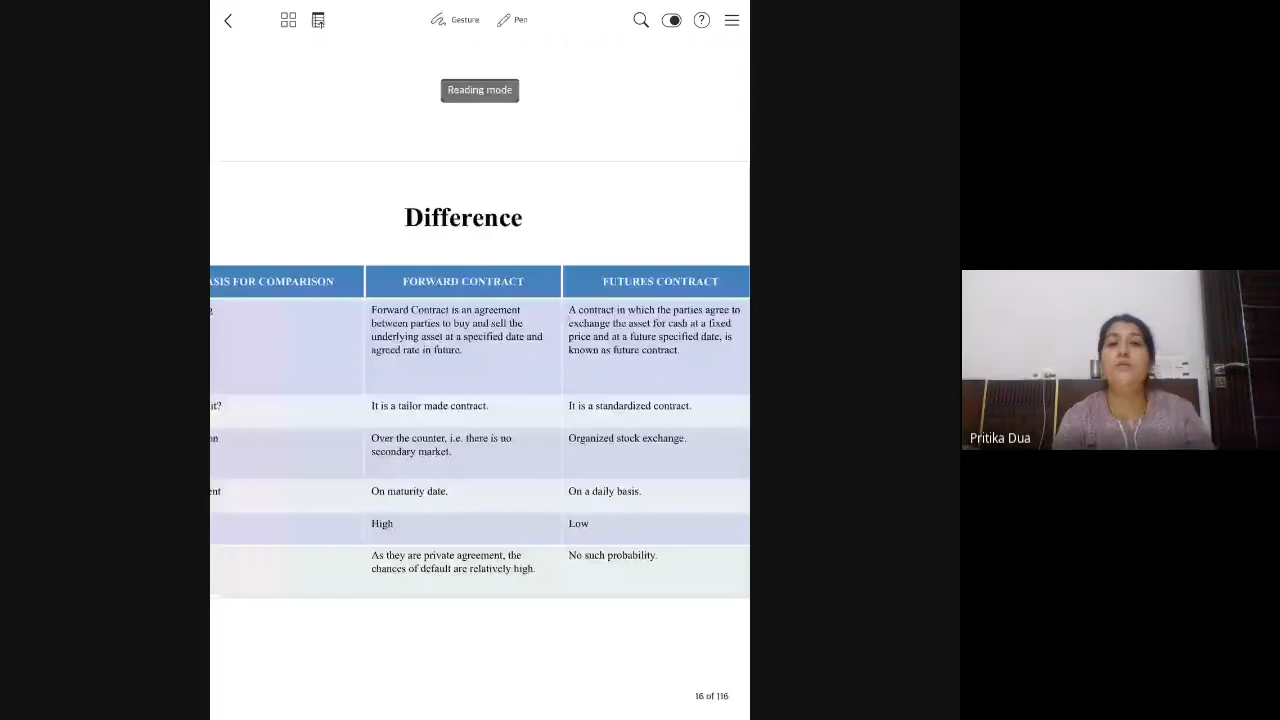 Gesture Pen
Reading mode
Difference
ASIS FOR COMPARISON FORWARD CONTRACT FUTURES CONTRACT
g Forward Contract is an agreement A contract in which the parties agree to
between parties to buy and sell the exchange the asset for cash at a fixed
underlying asset at a specified date and price and at a future specified date, is
agreed rate in future. known as future contract.
it? It is a tailor made contract. It is a standardized contract.
on Over the counter, i.e. there is no Organized stock exchange.
secondary market.
ent On maturity date. On a daily basis.
High Low
As they are private agreement, the No such probability.
chances of default are relatively high.
16 of 116
Pritika Dua